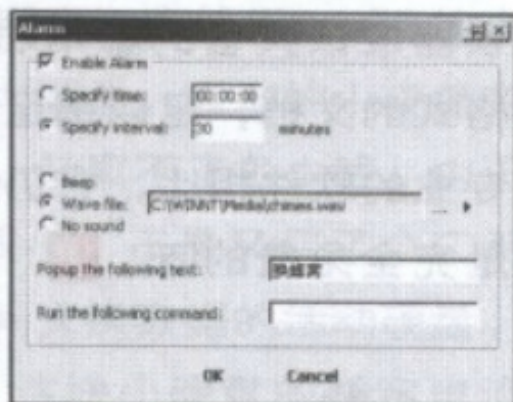 Alarm
Enable Alarm
Specify time: 00:00:00
Specify interval: 30 minutes
Beep
Wave file: C:\WINNT\Media\chimes.wav ...
No sound
Popup the following text:
Run the following command:
OK Cancel